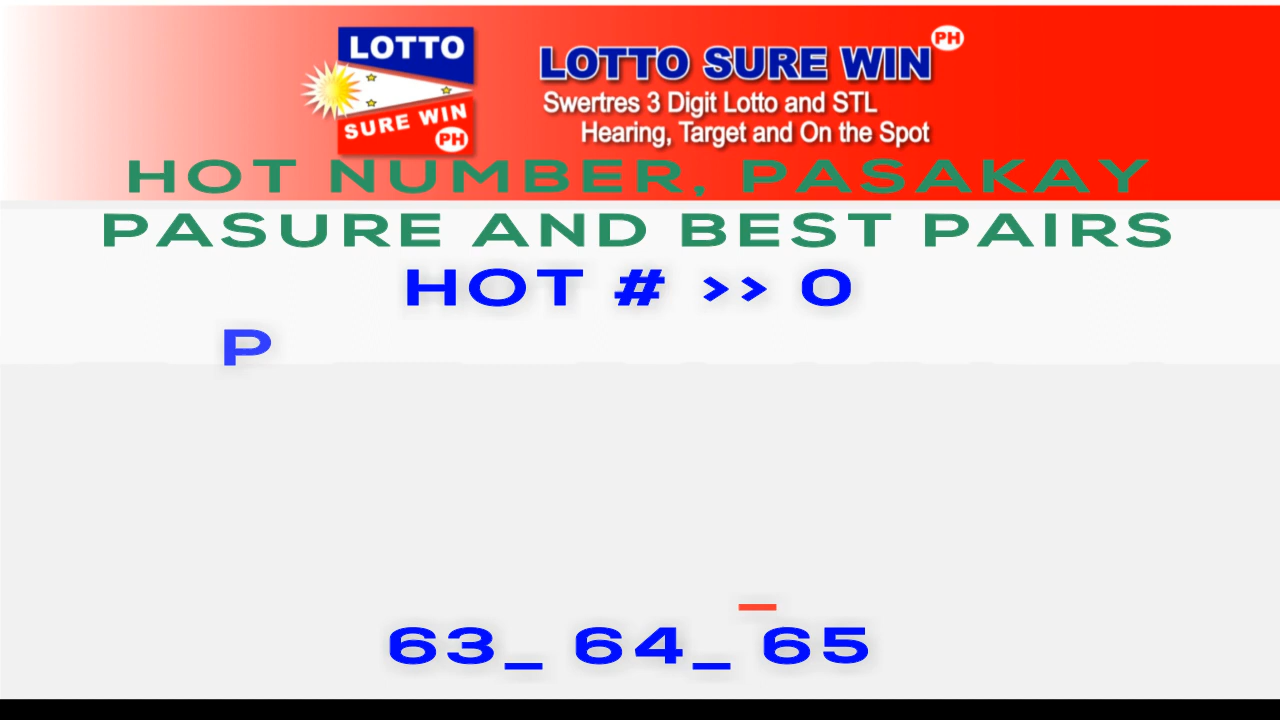 LOTTO
SURE WIN
PH
LOTTO SURE WIN PH
Swertres 3 Digit Lotto and STL
Hearing, Target and On the Spot
HOT NUMBER, PASAKAY
PASURE AND BEST PAIRS
HOT # >> 0
P
_
63_ 64_ 65